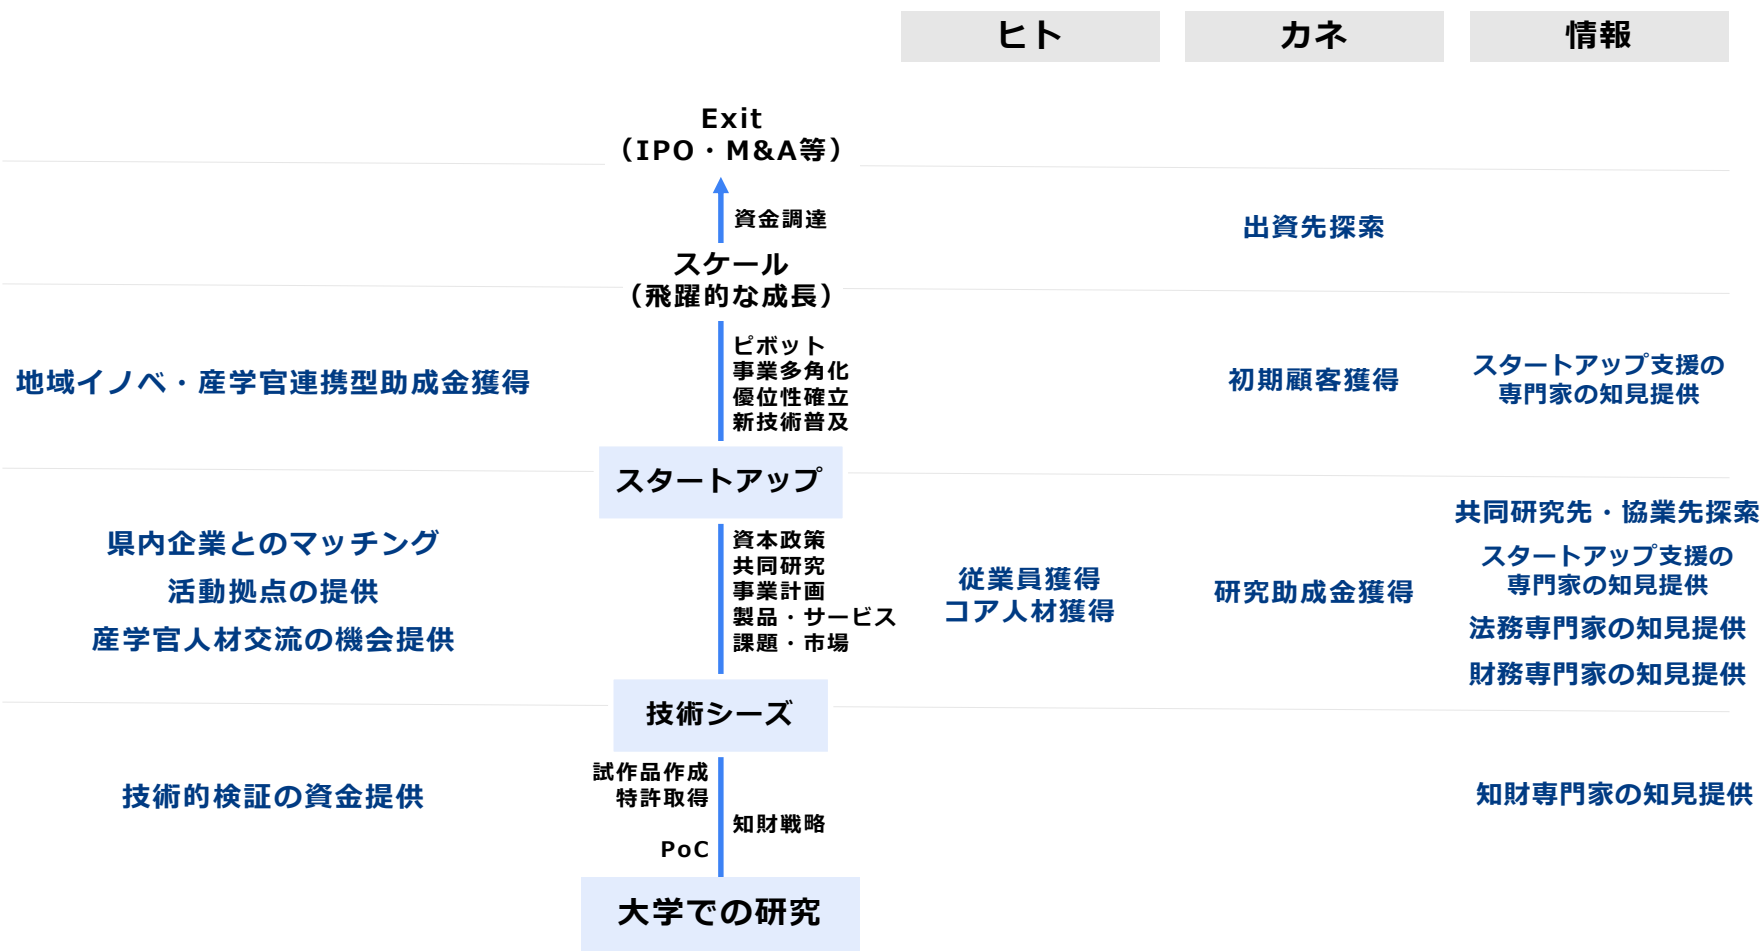 ヒト
カネ
情報
Exit
（IPO・M&A等）
資金調達
出資先探索
スケール
（飛躍的な成長）
地域イノベ・産学官連携型助成金獲得
ピボット
事業多角化
優位性確立
新技術普及
初期顧客獲得
スタートアップ支援の
専門家の知見提供
スタートアップ
県内企業とのマッチング
活動拠点の提供
産学官人材交流の機会提供
資本政策
共同研究
事業計画
製品・サービス
課題・市場
従業員獲得
コア人材獲得
研究助成金獲得
共同研究先・協業先探索
スタートアップ支援の
専門家の知見提供
法務専門家の知見提供
財務専門家の知見提供
技術シーズ
技術的検証の資金提供
試作品作成
特許取得
知財戦略
PoC
知財専門家の知見提供
大学での研究